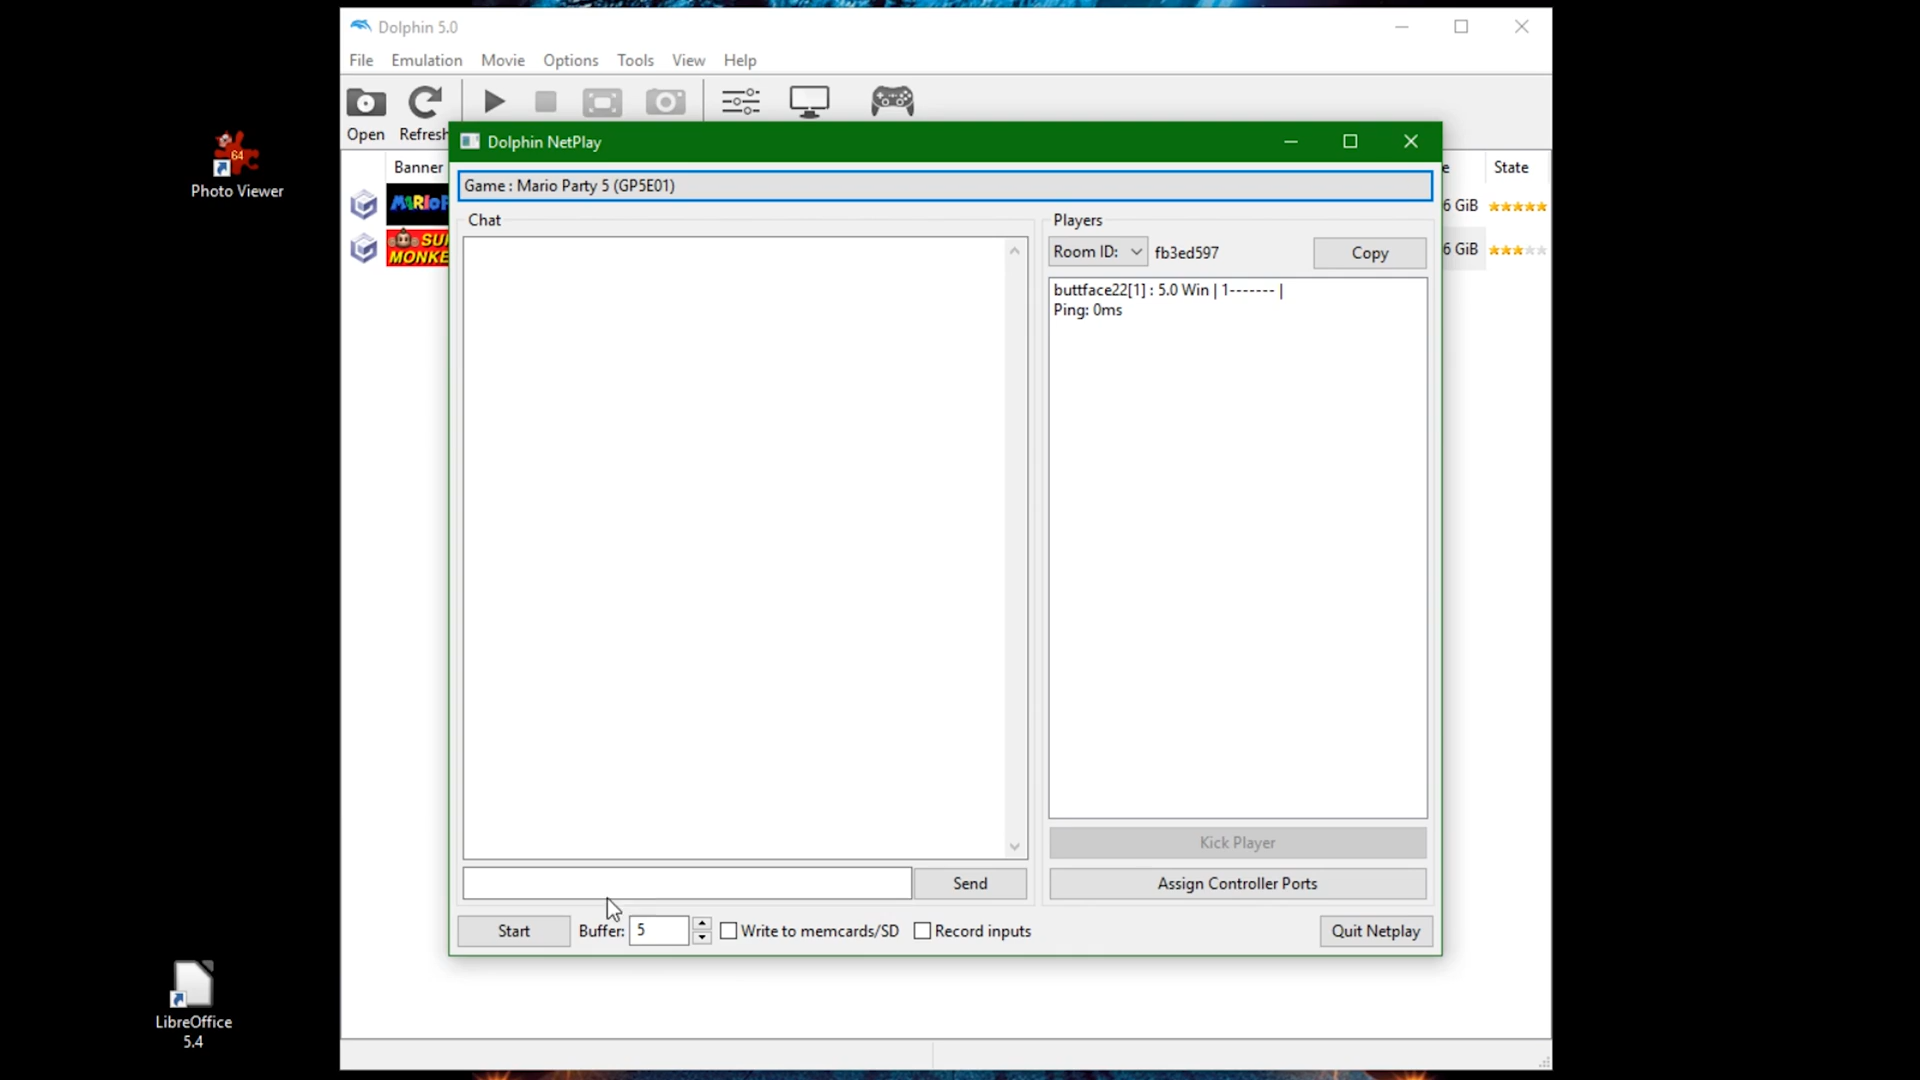 Dolphin 5.0
File Emulation Movie Options Tools View Help
Open Refresh
Banner
State
Dolphin NetPlay
Game : Mario Party 5 (GP5E01)
Chat
Players
Room ID: fb3ed597 Copy
buttface22[1] : 5.0 Win | 1------- |
Ping: 0ms
6 GiB
6 GiB
64
Photo Viewer
MONKE
Kick Player
Send
Assign Controller Ports
Start Buffer: 5 Write to memcards/SD Record inputs Quit Netplay
LibreOffice
5.4